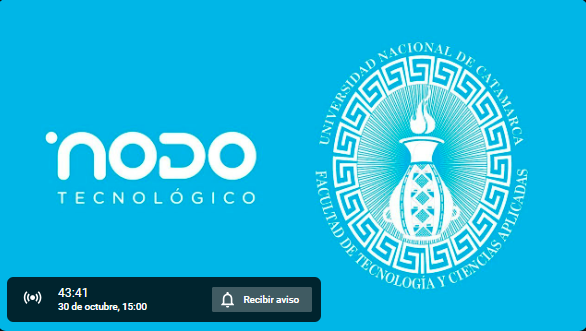 NODO
TECNOLÓGICO
UNIVERSIDAD NACIONAL DE CATAMARCA
FACULTAD DE TECNOLOGÍA Y CIENCIAS APLICADAS
43:41
30 de octubre, 15:00
Recibir aviso